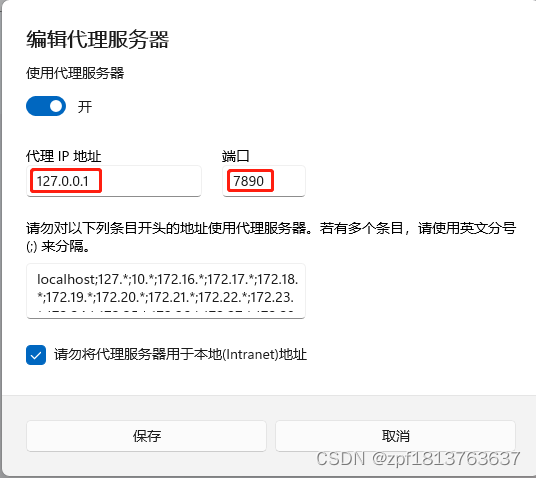 编辑代理服务器
使用代理服务器
开
代理 IP 地址
端口
127.0.0.1
7890
请勿对以下列条目开头的地址使用代理服务器。若有多个条目，请使用英文分号
(;) 来分隔。
localhost;127.*;10.*;172.16.*;172.17.*;172.18.
*;172.19.*;172.20.*;172.21.*;172.22.*;172.23.
请勿将代理服务器用于本地(Intranet)地址
保存
取消
CSDN @zpf1813763637